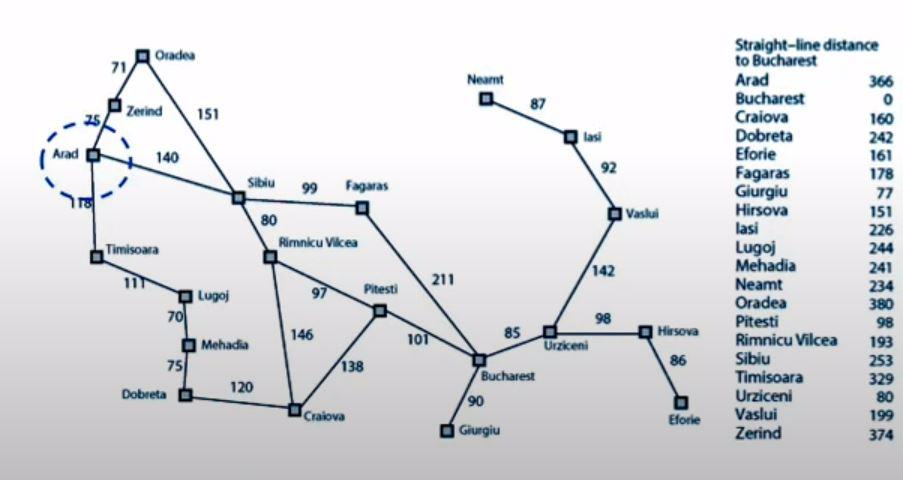 Oradea
71
Zerind
151
75
Arad
140
118
Sibiu
99
Fagaras
80
Rimnicu Vilcea
Timisoara
111
Lugoj
70
Mehadia
75
Dobreta
120
Craiova
146
97
Pitesti
138
101
211
Bucharest
90
Giurgiu
85
Urziceni
98
Hirsova
86
Eforie
142
Vaslui
92
Iasi
87
Neamt
Straight-line distance
to Bucharest
Arad 366
Bucharest 0
Craiova 160
Dobreta 242
Eforie 161
Fagaras 178
Giurgiu 77
Hirsova 151
Iasi 226
Lugoj 244
Mehadia 241
Neamt 234
Oradea 380
Pitesti 98
Rimnicu Vilcea 193
Sibiu 253
Timisoara 329
Urziceni 80
Vaslui 199
Zerind 374